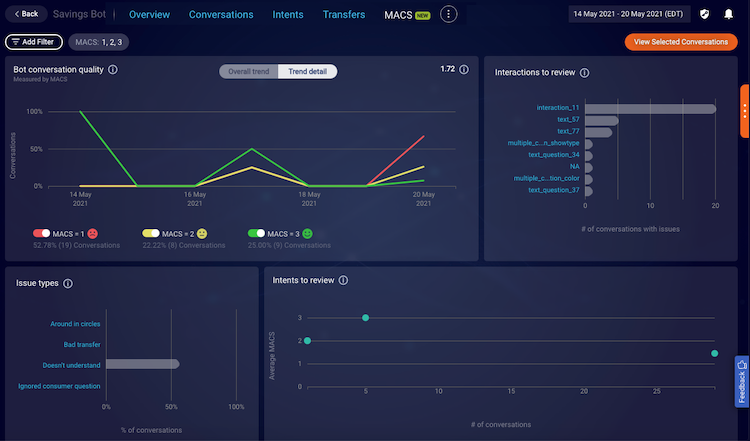 Back
Savings Bot
Overview
Conversations
Intents
Transfers
MACS NEW
14 May 2021 - 20 May 2021 (EDT)
Add Filter
MACS: 1, 2, 3
View Selected Conversations
Bot conversation quality
Measured by MACS
Overall trend
Trend detail
1.72
Conversations
100%
50%
0%
14 May
2021
16 May
2021
18 May
2021
20 May
2021
MACS = 1
52.78% (19) Conversations
MACS = 2
22.22% (8) Conversations
MACS = 3
25.00% (9) Conversations
Interactions to review
interaction_11
text_57
text_77
multiple_c...n_showtype
text_question_34
NA
multiple_c...tion_color
text_question_37
0
10
20
# of conversations with issues
Issue types
Around in circles
Bad transfer
Doesn't understand
Ignored consumer question
0%
50%
100%
% of conversations
Intents to review
Average MACS
3
2
1
0
5
10
15
20
25
# of conversations
Feedback